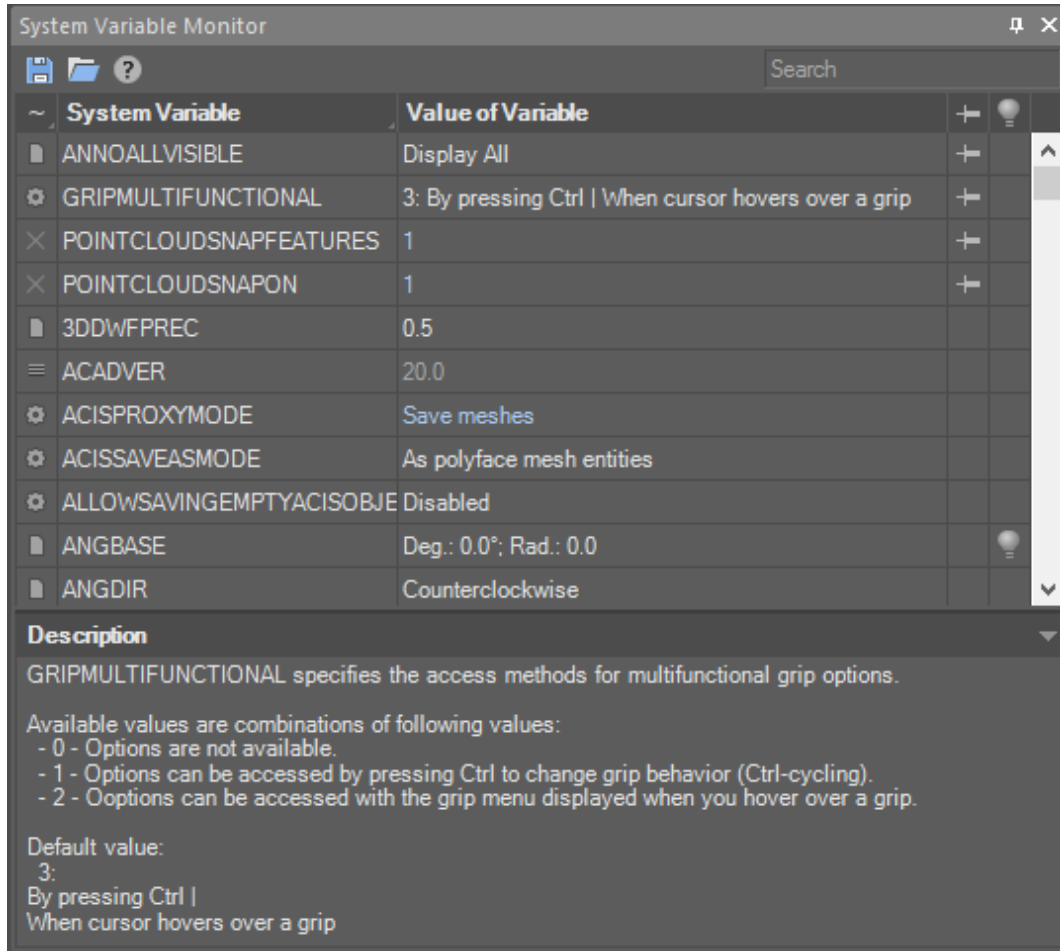 System Variable Monitor
Search
~ System Variable Value of Variable
ANNOALLVISIBLE Display All
GRIPMULTIFUNCTIONAL 3: By pressing Ctrl | When cursor hovers over a grip
POINTCLOUDSNAPFEATURES 1
POINTCLOUDSNAPON 1
3DDWFPREC 0.5
ACADVER 20.0
ACISPROXYMODE Save meshes
ACISSAVEASMODE As polyface mesh entities
ALLOWSAVINGEMPTYACISOBJE Disabled
ANGBASE Deg.: 0.0°; Rad.: 0.0
ANGDIR Counterclockwise
Description
GRIPMULTIFUNCTIONAL specifies the access methods for multifunctional grip options.
Available values are combinations of following values:
- 0 - Options are not available.
- 1 - Options can be accessed by pressing Ctrl to change grip behavior (Ctrl-cycling).
- 2 - Ooptions can be accessed with the grip menu displayed when you hover over a grip.
Default value:
3:
By pressing Ctrl |
When cursor hovers over a grip